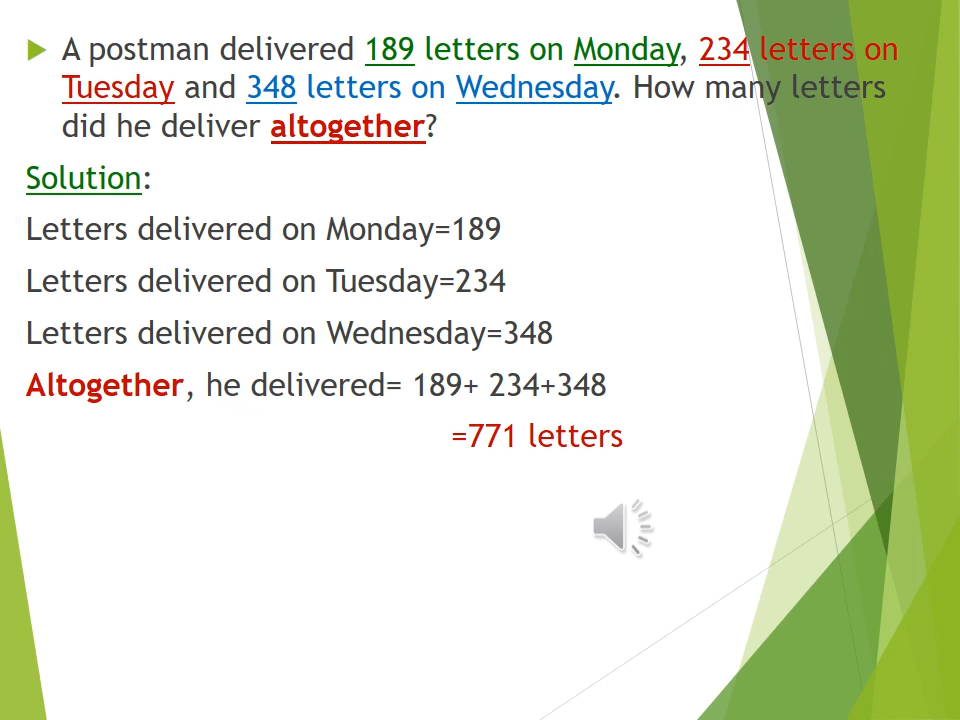 A postman delivered 189 letters on Monday, 234 letters on
Tuesday and 348 letters on Wednesday. How many letters
did he deliver altogether?
Solution:
Letters delivered on Monday=189
Letters delivered on Tuesday=234
Letters delivered on Wednesday=348
Altogether, he delivered= 189+ 234+348
=771 letters